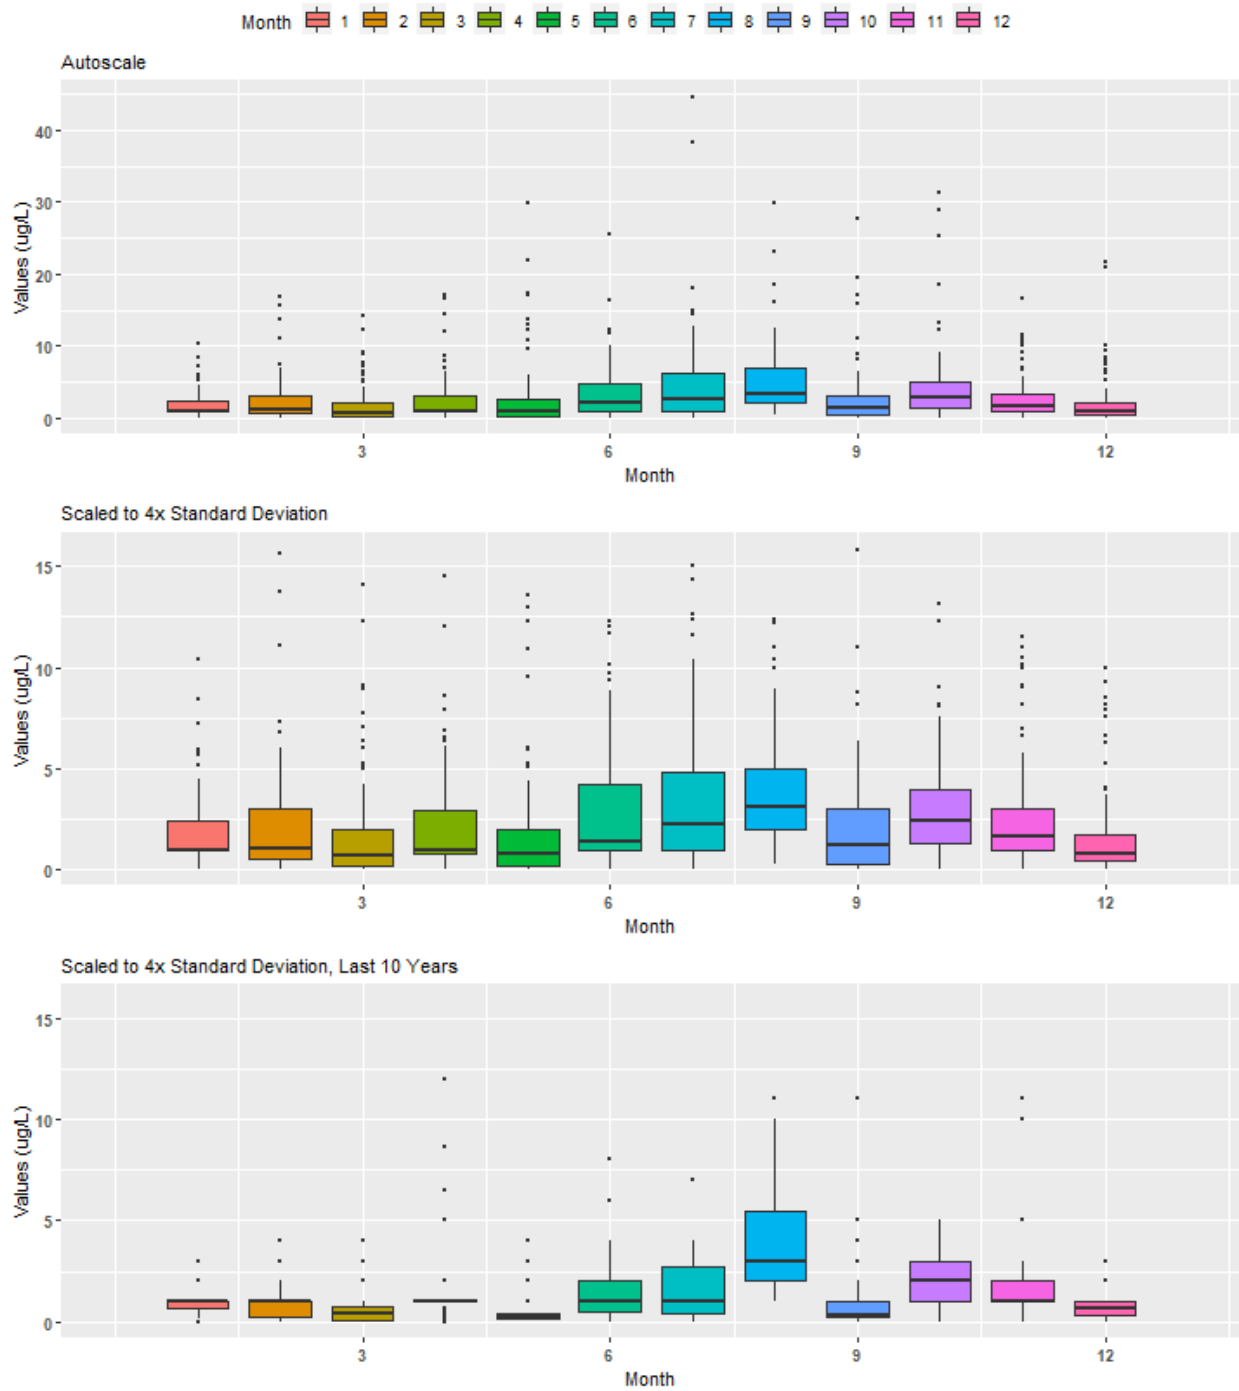 Month 1 2 3 4 5 6 7 8 9 10 11 12
Autoscale
Values (ug/L)
40
30
20
10
0
3 6 9 12
Month
Scaled to 4x Standard Deviation
Values (ug/L)
15
10
5
0
3 6 9 12
Month
Scaled to 4x Standard Deviation, Last 10 Years
Values (ug/L)
15
10
5
0
3 6 9 12
Month